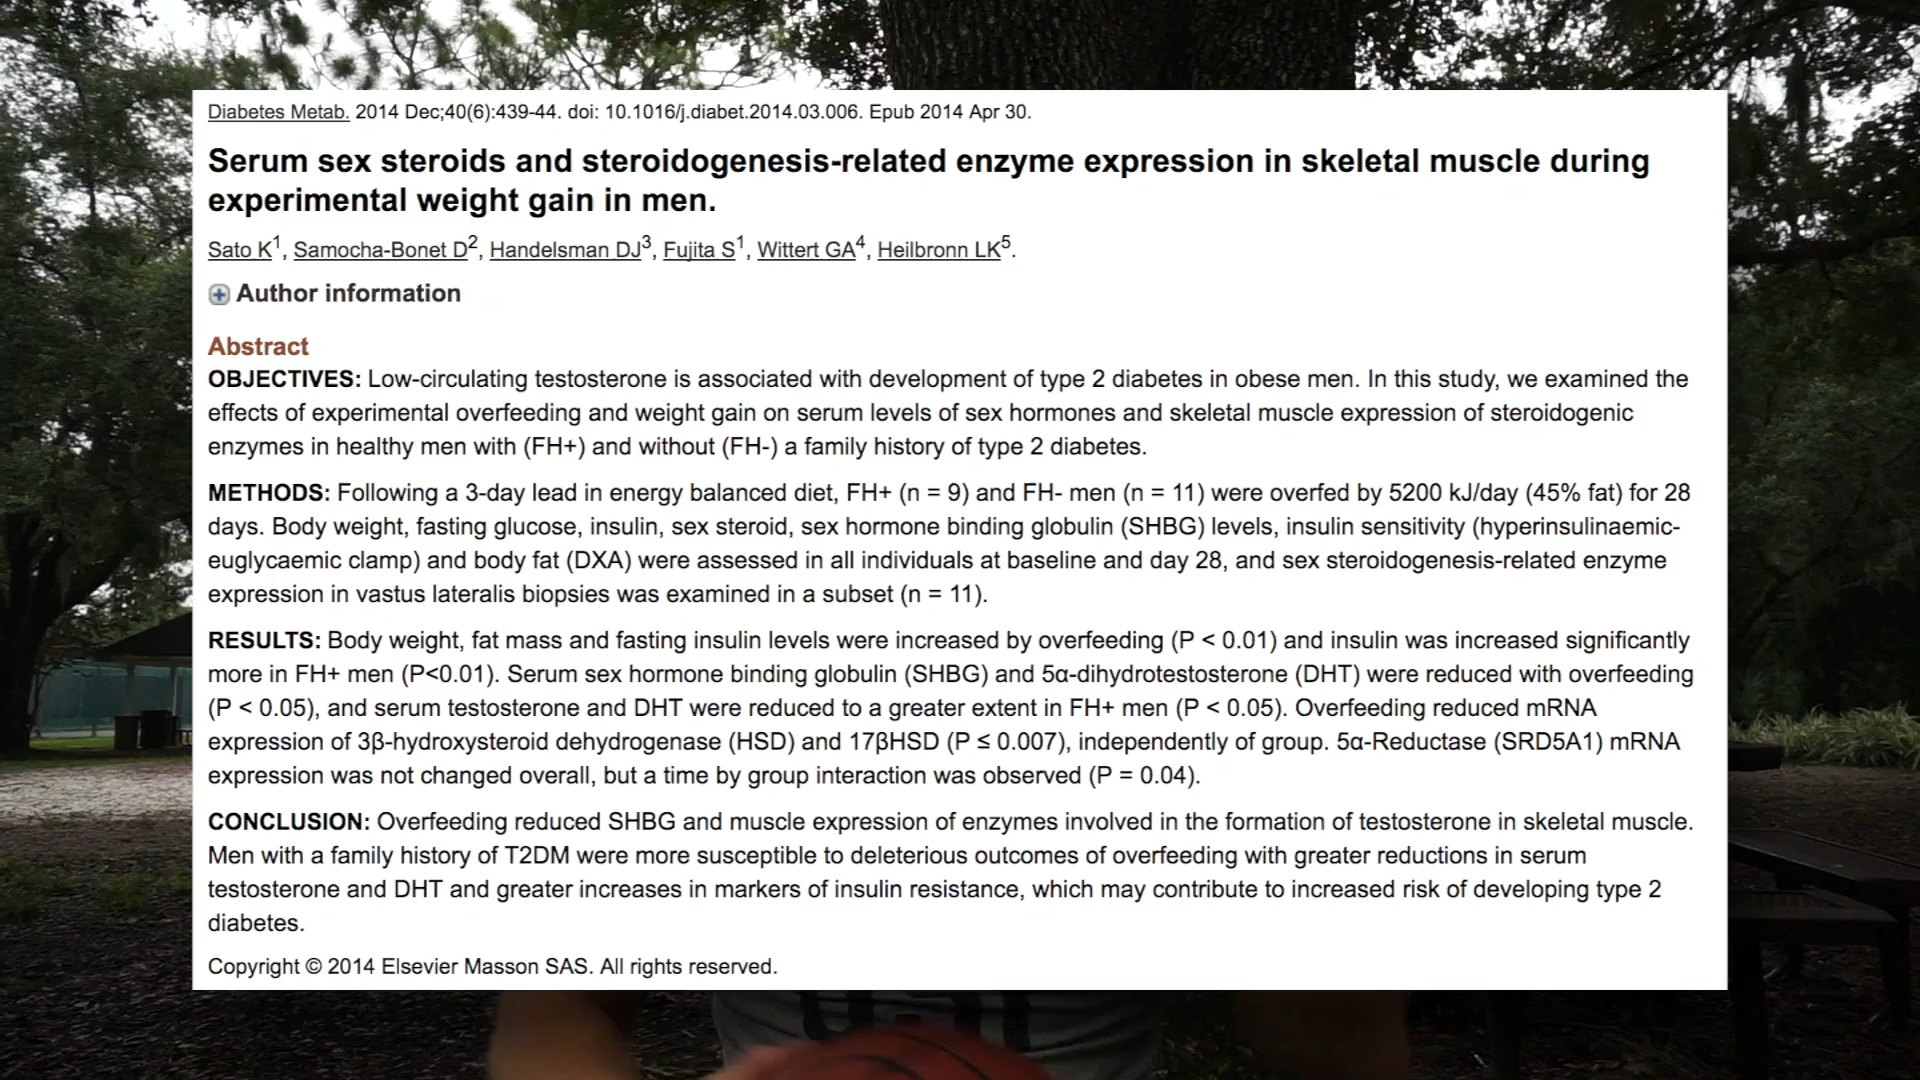 Diabetes Metab. 2014 Dec;40(6):439-44. doi: 10.1016/j.diabet.2014.03.006. Epub 2014 Apr 30.
Serum sex steroids and steroidogenesis-related enzyme expression in skeletal muscle during
experimental weight gain in men.
Sato K1, Samocha-Bonet D2, Handelsman DJ3, Fujita S1, Wittert GA4, Heilbronn LK5.
Author information
Abstract
OBJECTIVES: Low-circulating testosterone is associated with development of type 2 diabetes in obese men. In this study, we examined the
effects of experimental overfeeding and weight gain on serum levels of sex hormones and skeletal muscle expression of steroidogenic
enzymes in healthy men with (FH+) and without (FH-) a family history of type 2 diabetes.
METHODS: Following a 3-day lead in energy balanced diet, FH+ (n = 9) and FH- men (n = 11) were overfed by 5200 kJ/day (45% fat) for 28
days. Body weight, fasting glucose, insulin, sex steroid, sex hormone binding globulin (SHBG) levels, insulin sensitivity (hyperinsulinaemic-
euglycaemic clamp) and body fat (DXA) were assessed in all individuals at baseline and day 28, and sex steroidogenesis-related enzyme
expression in vastus lateralis biopsies was examined in a subset (n = 11).
RESULTS: Body weight, fat mass and fasting insulin levels were increased by overfeeding (P < 0.01) and insulin was increased significantly
more in FH+ men (P<0.01). Serum sex hormone binding globulin (SHBG) and 5α-dihydrotestosterone (DHT) were reduced with overfeeding
(P < 0.05), and serum testosterone and DHT were reduced to a greater extent in FH+ men (P < 0.05). Overfeeding reduced mRNA
expression of 3β-hydroxysteroid dehydrogenase (HSD) and 17βHSD (P ≤ 0.007), independently of group. 5α-Reductase (SRD5A1) mRNA
expression was not changed overall, but a time by group interaction was observed (P = 0.04).
CONCLUSION: Overfeeding reduced SHBG and muscle expression of enzymes involved in the formation of testosterone in skeletal muscle.
Men with a family history of T2DM were more susceptible to deleterious outcomes of overfeeding with greater reductions in serum
testosterone and DHT and greater increases in markers of insulin resistance, which may contribute to increased risk of developing type 2
diabetes.
Copyright © 2014 Elsevier Masson SAS. All rights reserved.